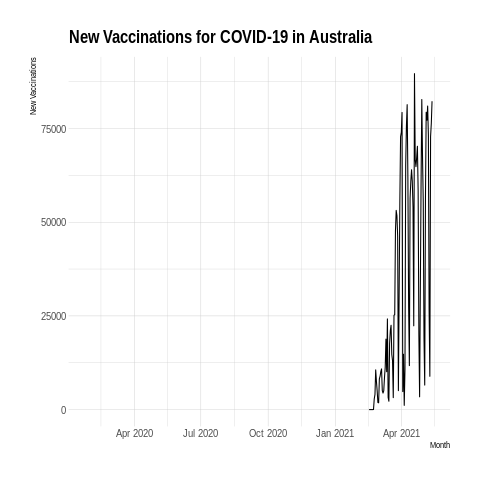 New Vaccinations for COVID-19 in Australia
New Vaccinations
75000
50000
25000
0
Apr 2020 Jul 2020 Oct 2020 Jan 2021 Apr 2021
Month